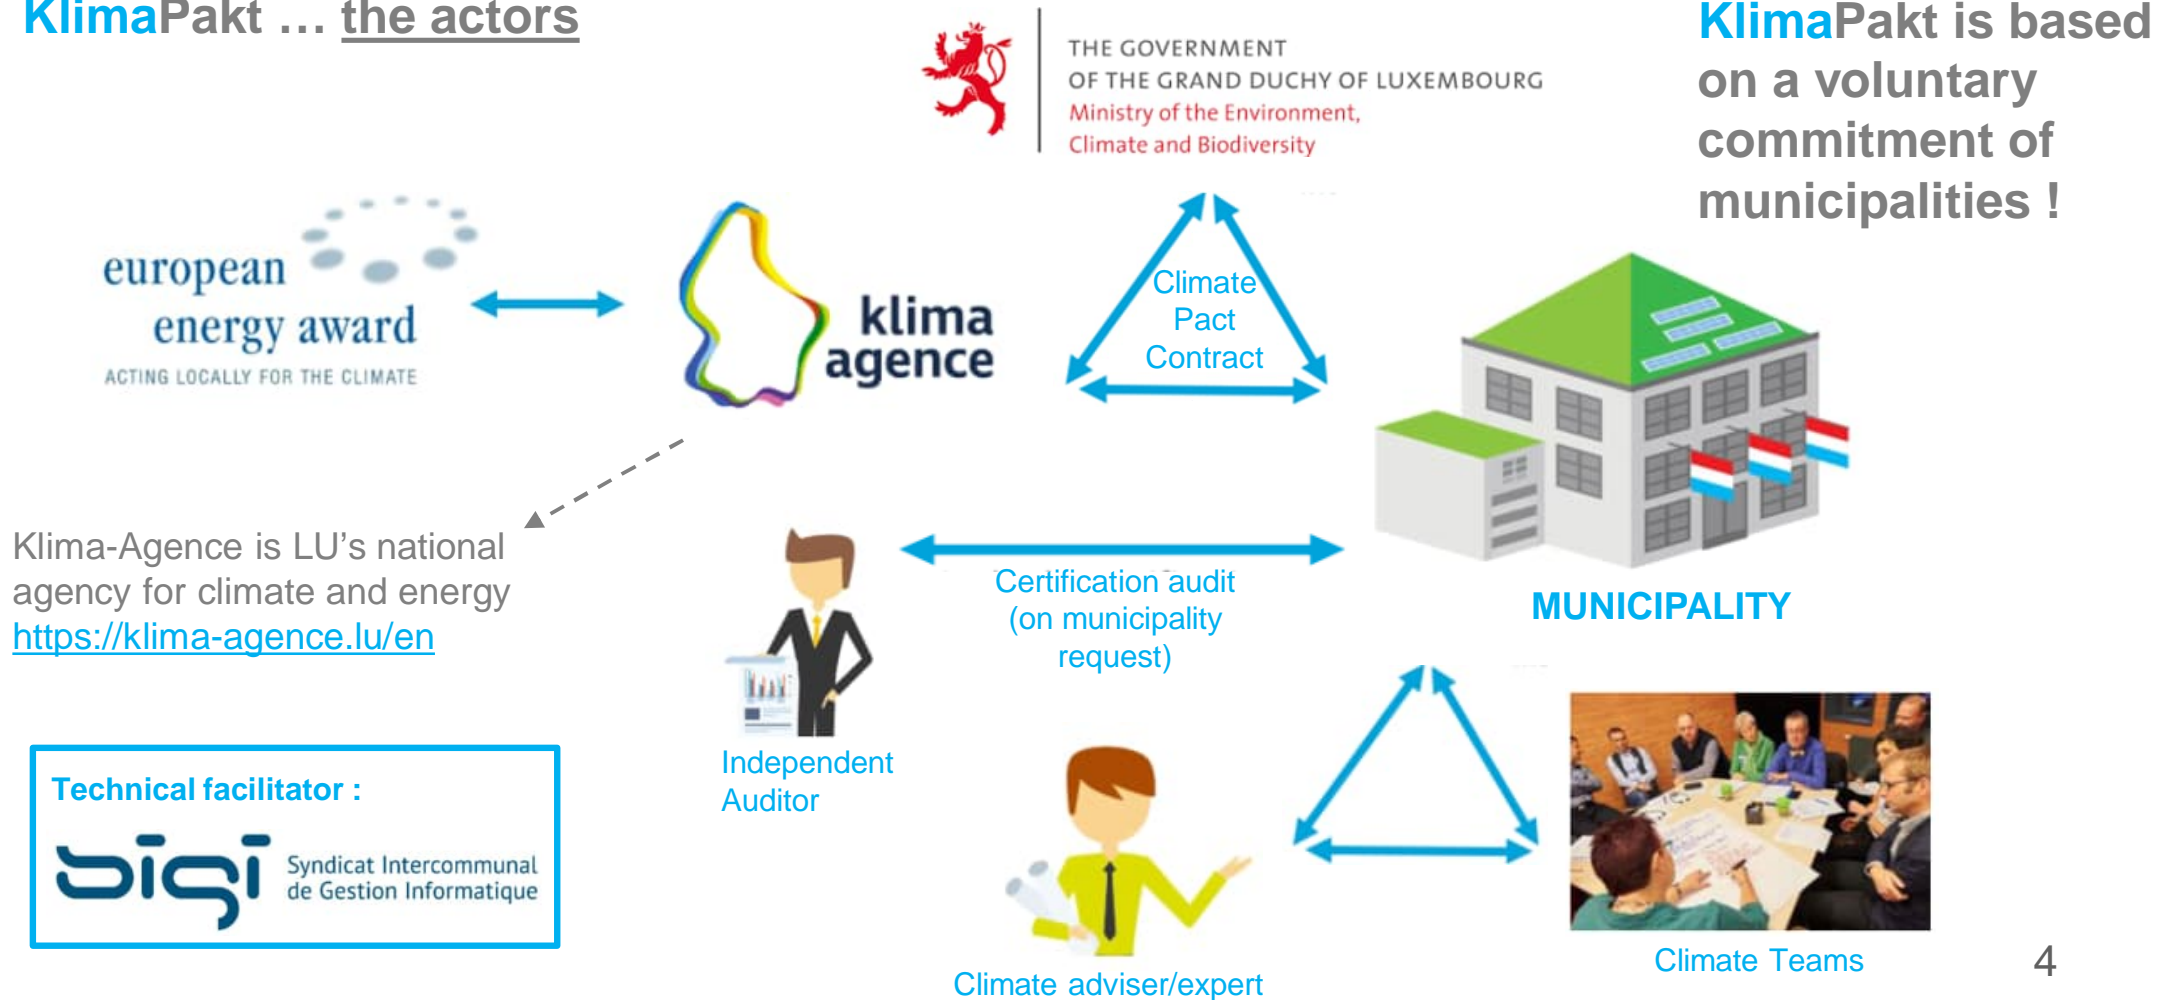 KlimaPakt … the actors
THE GOVERNMENT
OF THE GRAND DUCHY OF LUXEMBOURG
Ministry of the Environment,
Climate and Biodiversity
KlimaPakt is based
on a voluntary
commitment of
municipalities !
european
energy award
ACTING LOCALLY FOR THE CLIMATE
klima
agence
Climate
Pact
Contract
Klima-Agence is LU’s national
agency for climate and energy
https://klima-agence.lu/en
Certification audit
(on municipality
request)
MUNICIPALITY
Independent
Auditor
Technical facilitator :
sigi
Syndicat Intercommunal
de Gestion Informatique
Climate adviser/expert
Climate Teams
4